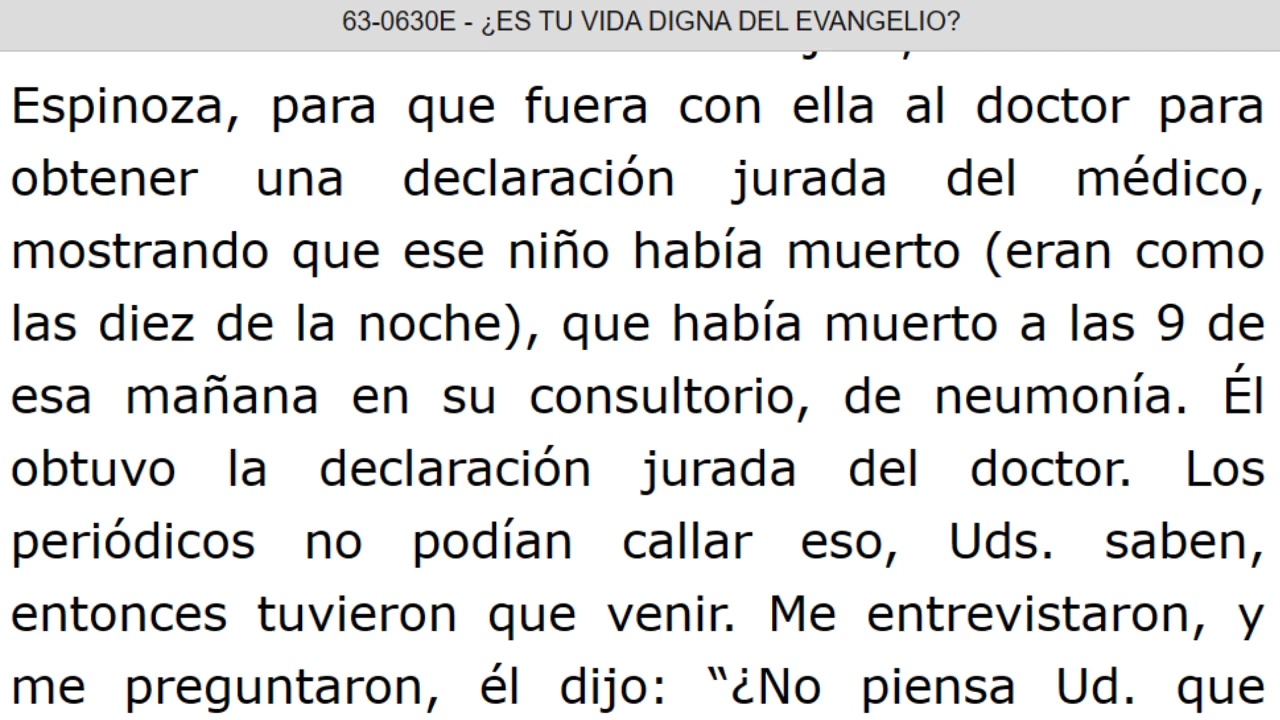 63-0630E - ¿ES TU VIDA DIGNA DEL EVANGELIO?
Espinoza, para que fuera con ella al doctor para
obtener una declaración jurada del médico,
mostrando que ese niño había muerto (eran como
las diez de la noche), que había muerto a las 9 de
esa mañana en su consultorio, de neumonía. Él
obtuvo la declaración jurada del doctor. Los
periódicos no podían callar eso, Uds. saben,
entonces tuvieron que venir. Me entrevistaron, y
me preguntaron, él dijo: “¿No piensa Ud. que